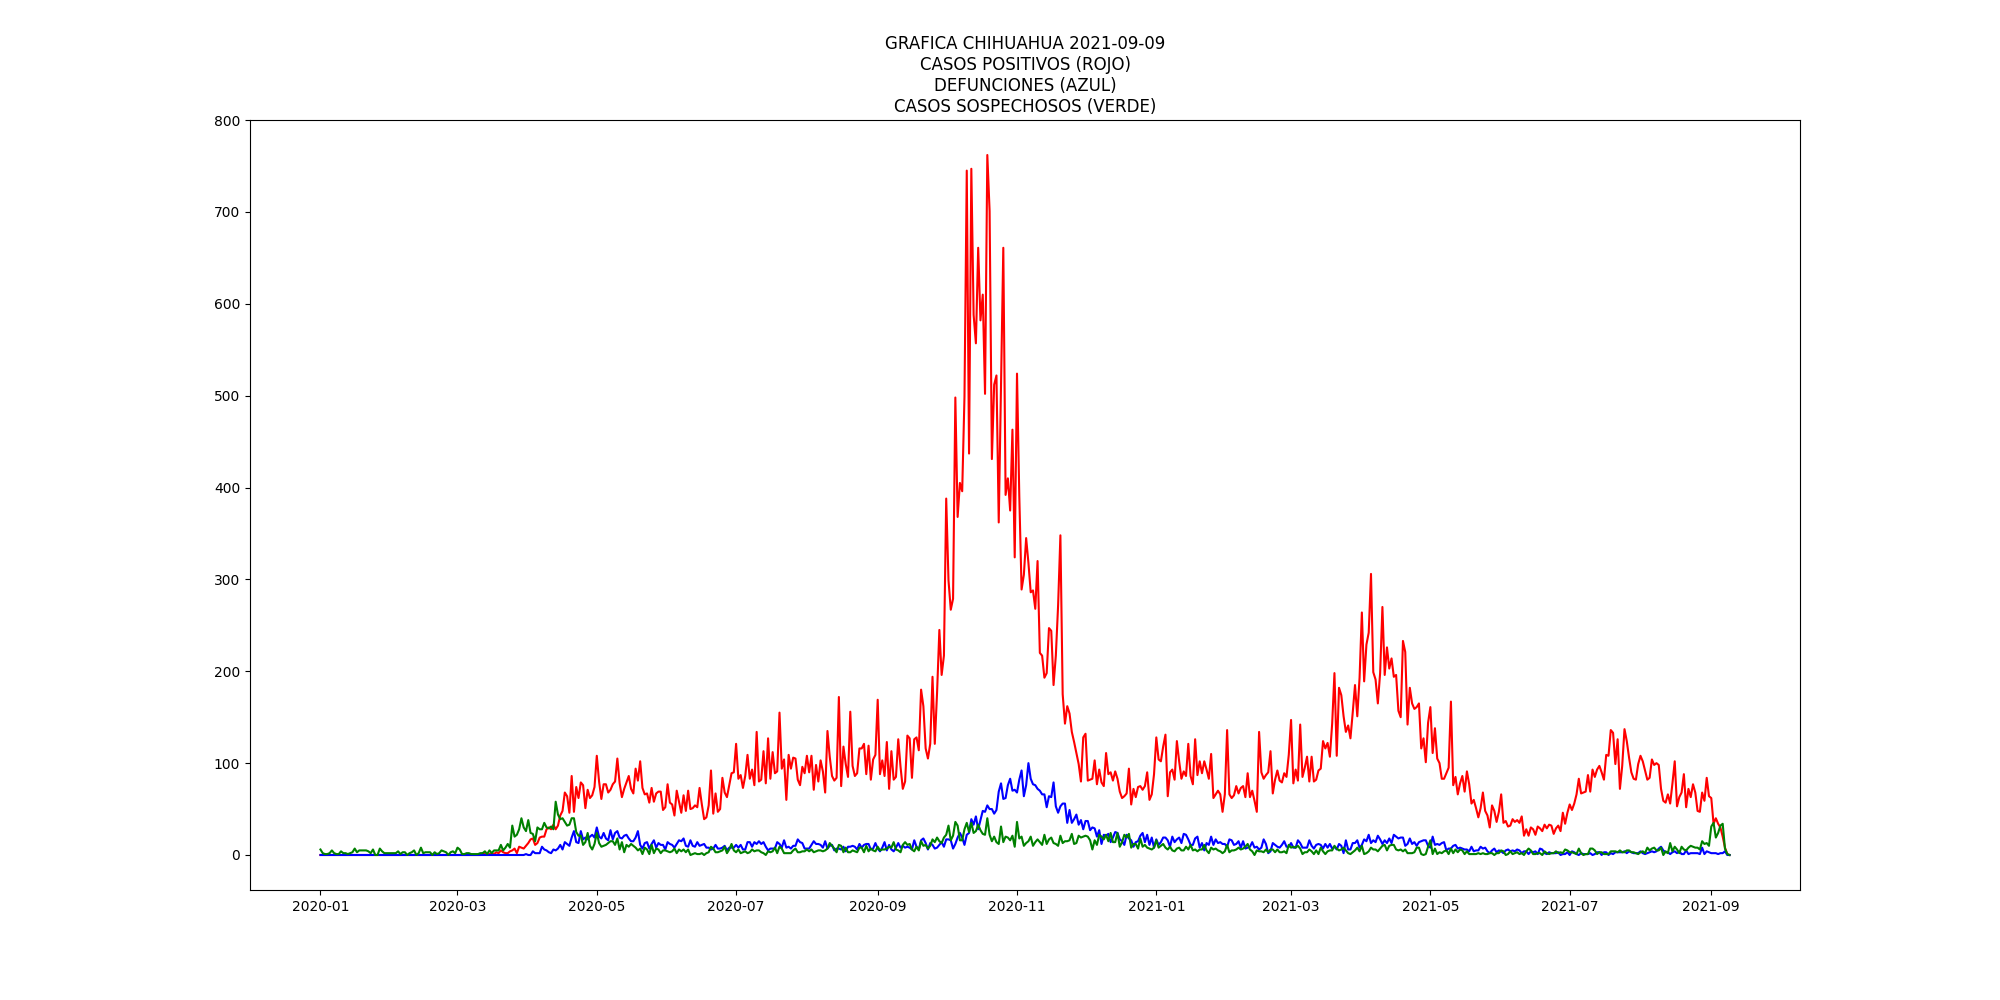 GRAFICA CHIHUAHUA 2021-09-09
CASOS POSITIVOS (ROJO)
DEFUNCIONES (AZUL)
CASOS SOSPECHOSOS (VERDE)
800
700
600
500
400
300
200
100
0
2020-01 2020-03 2020-05 2020-07 2020-09 2020-11 2021-01 2021-03 2021-05 2021-07 2021-09